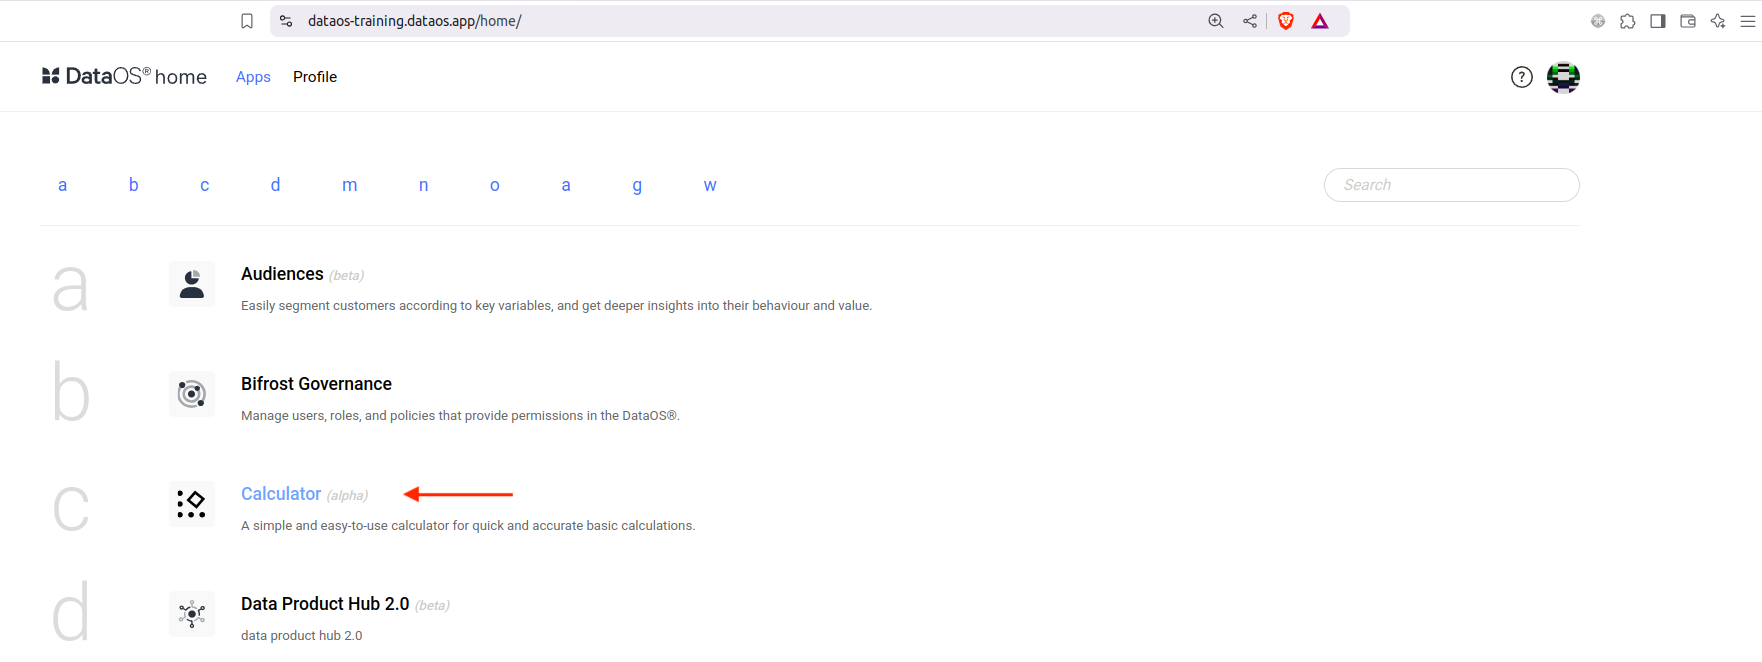 dataos-training.dataos.app/home/
DataOS® home Apps Profile ?
a b c d m n o a g w Search
a
Audiences (beta)
Easily segment customers according to key variables, and get deeper insights into their behaviour and value.
b
Bifrost Governance
Manage users, roles, and policies that provide permissions in the DataOS®.
c
Calculator (alpha)
A simple and easy-to-use calculator for quick and accurate basic calculations.
d
Data Product Hub 2.0 (beta)
data product hub 2.0